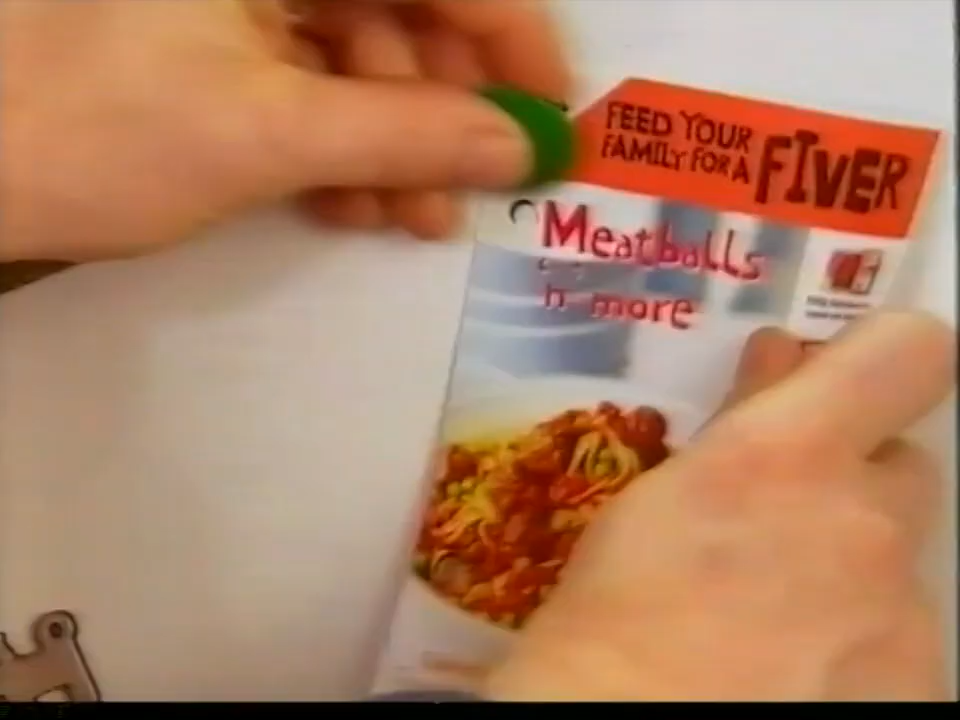 FEED YOUR
FAMILY FOR A
FIVER
Meatballs
'n' more